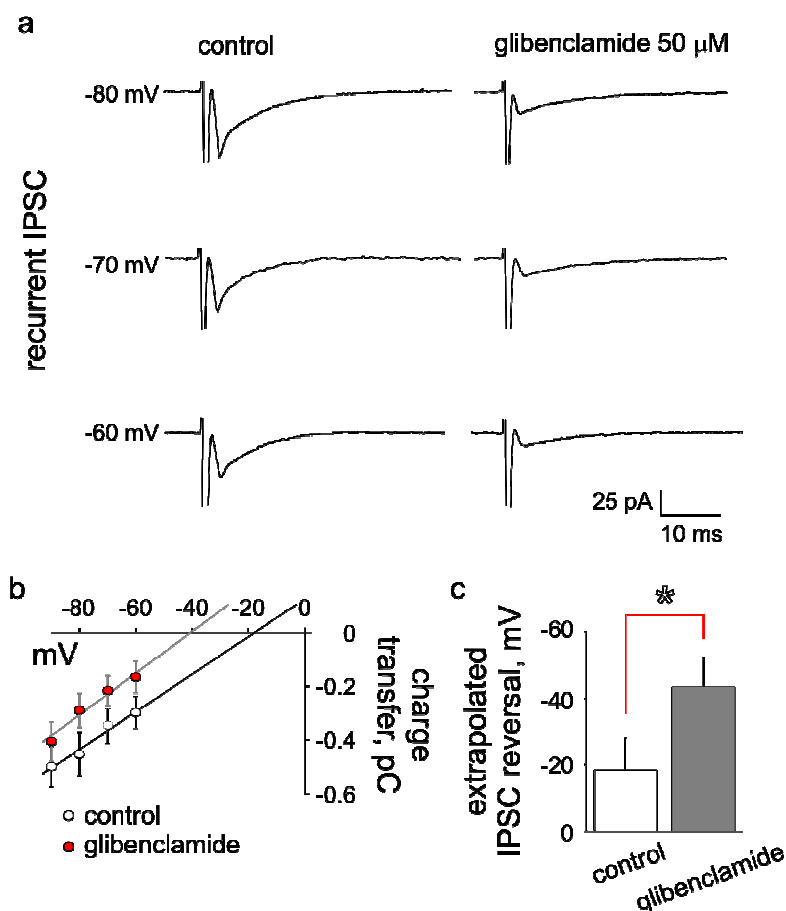 a
control
glibenclamide 50 μM
recurrent IPSC
-80 mV
-70 mV
-60 mV
25 pA
10 ms
b
-80
-60
-40
-20
0
mV
0
-0.2
-0.4
-0.6
charge
transfer, pC
control
glibenclamide
c
*
extrapolated
IPSC reversal, mV
-60
-40
-20
0
control
glibenclamide